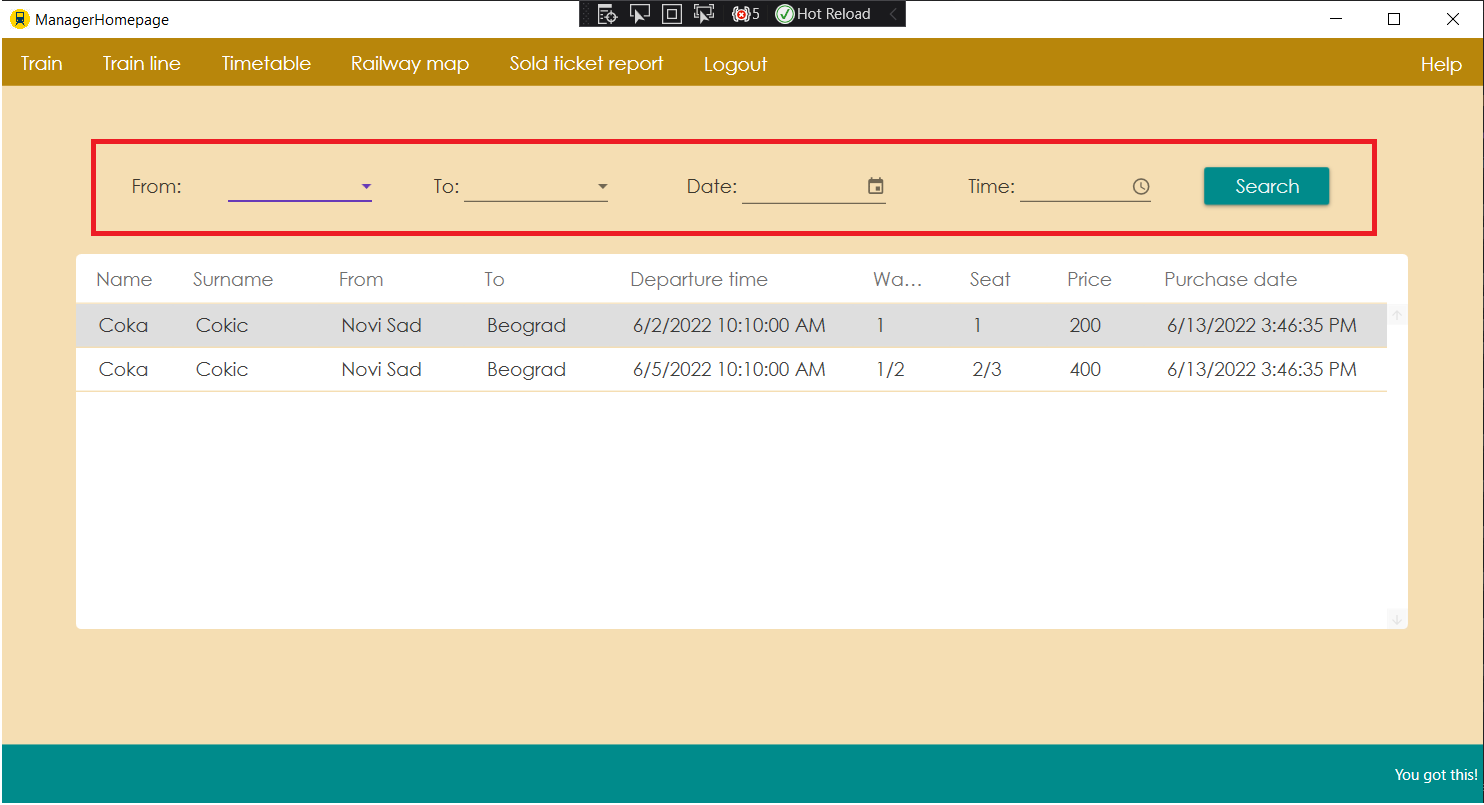 ManagerHomepage 5 Hot Reload
Train Train line Timetable Railway map Sold ticket report Logout Help
From: To: Date: Time: Search
Name Surname From To Departure time Wa... Seat Price Purchase date
Coka Cokic Novi Sad Beograd 6/2/2022 10:10:00 AM 1 1 200 6/13/2022 3:46:35 PM
Coka Cokic Novi Sad Beograd 6/5/2022 10:10:00 AM 1/2 2/3 400 6/13/2022 3:46:35 PM
You got this!